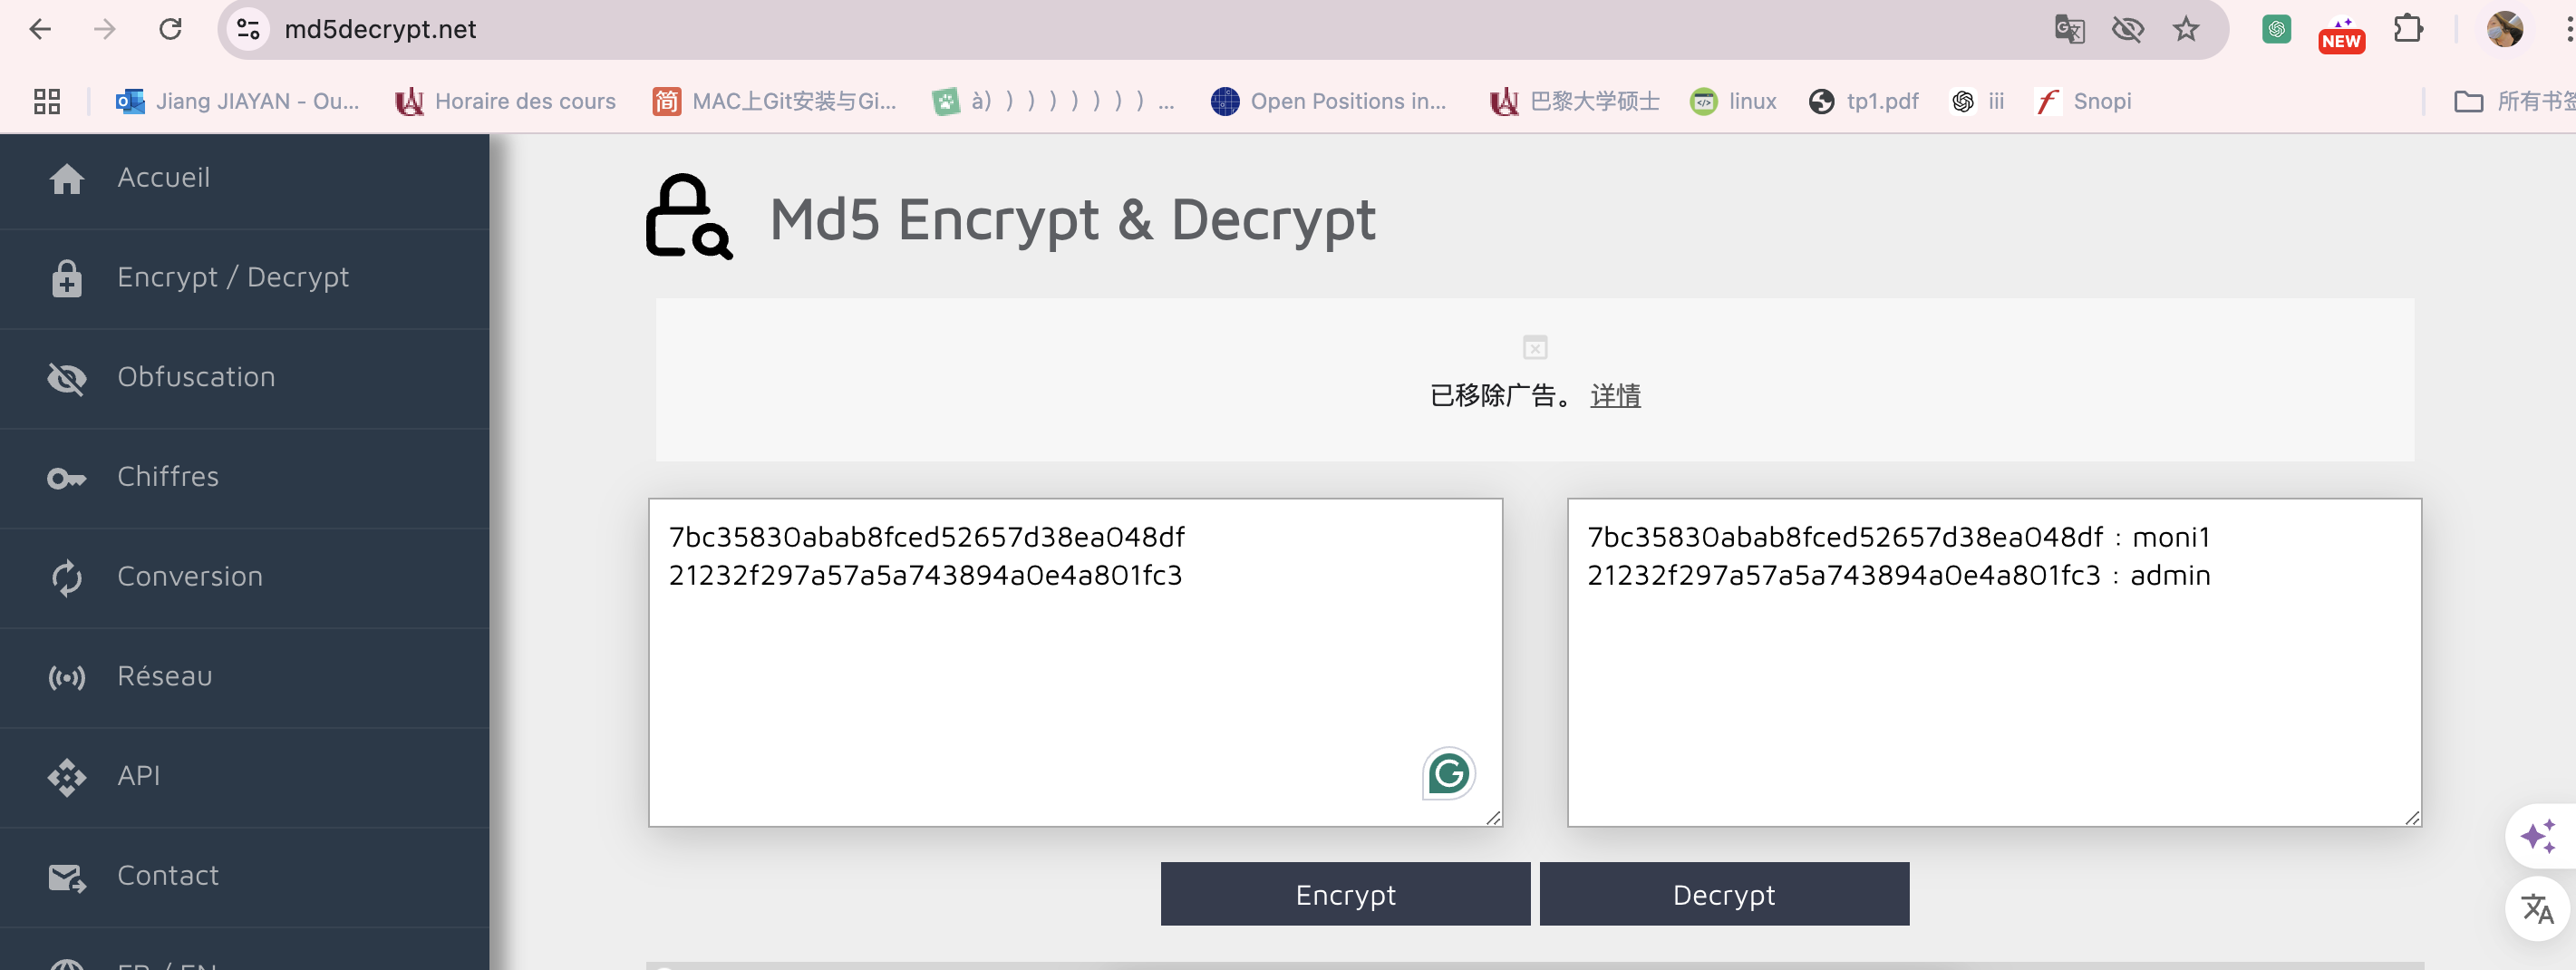 md5decrypt.net
NEW
Jiang JIAYAN - Ou...
Horaire des cours
简
MAC上Git安装与Gi...
à) ) ) ) ) ) ) ) ) ...
Open Positions in...
巴黎大学硕士
linux
tp1.pdf
iii
Snopi
所有书签
Accueil
Encrypt / Decrypt
Obfuscation
Chiffres
Conversion
Réseau
API
Contact
FR / EN
Md5 Encrypt & Decrypt
已移除广告。 详情
7bc35830abab8fced52657d38ea048df
21232f297a57a5a743894a0e4a801fc3
7bc35830abab8fced52657d38ea048df : moni1
21232f297a57a5a743894a0e4a801fc3 : admin
Encrypt
Decrypt